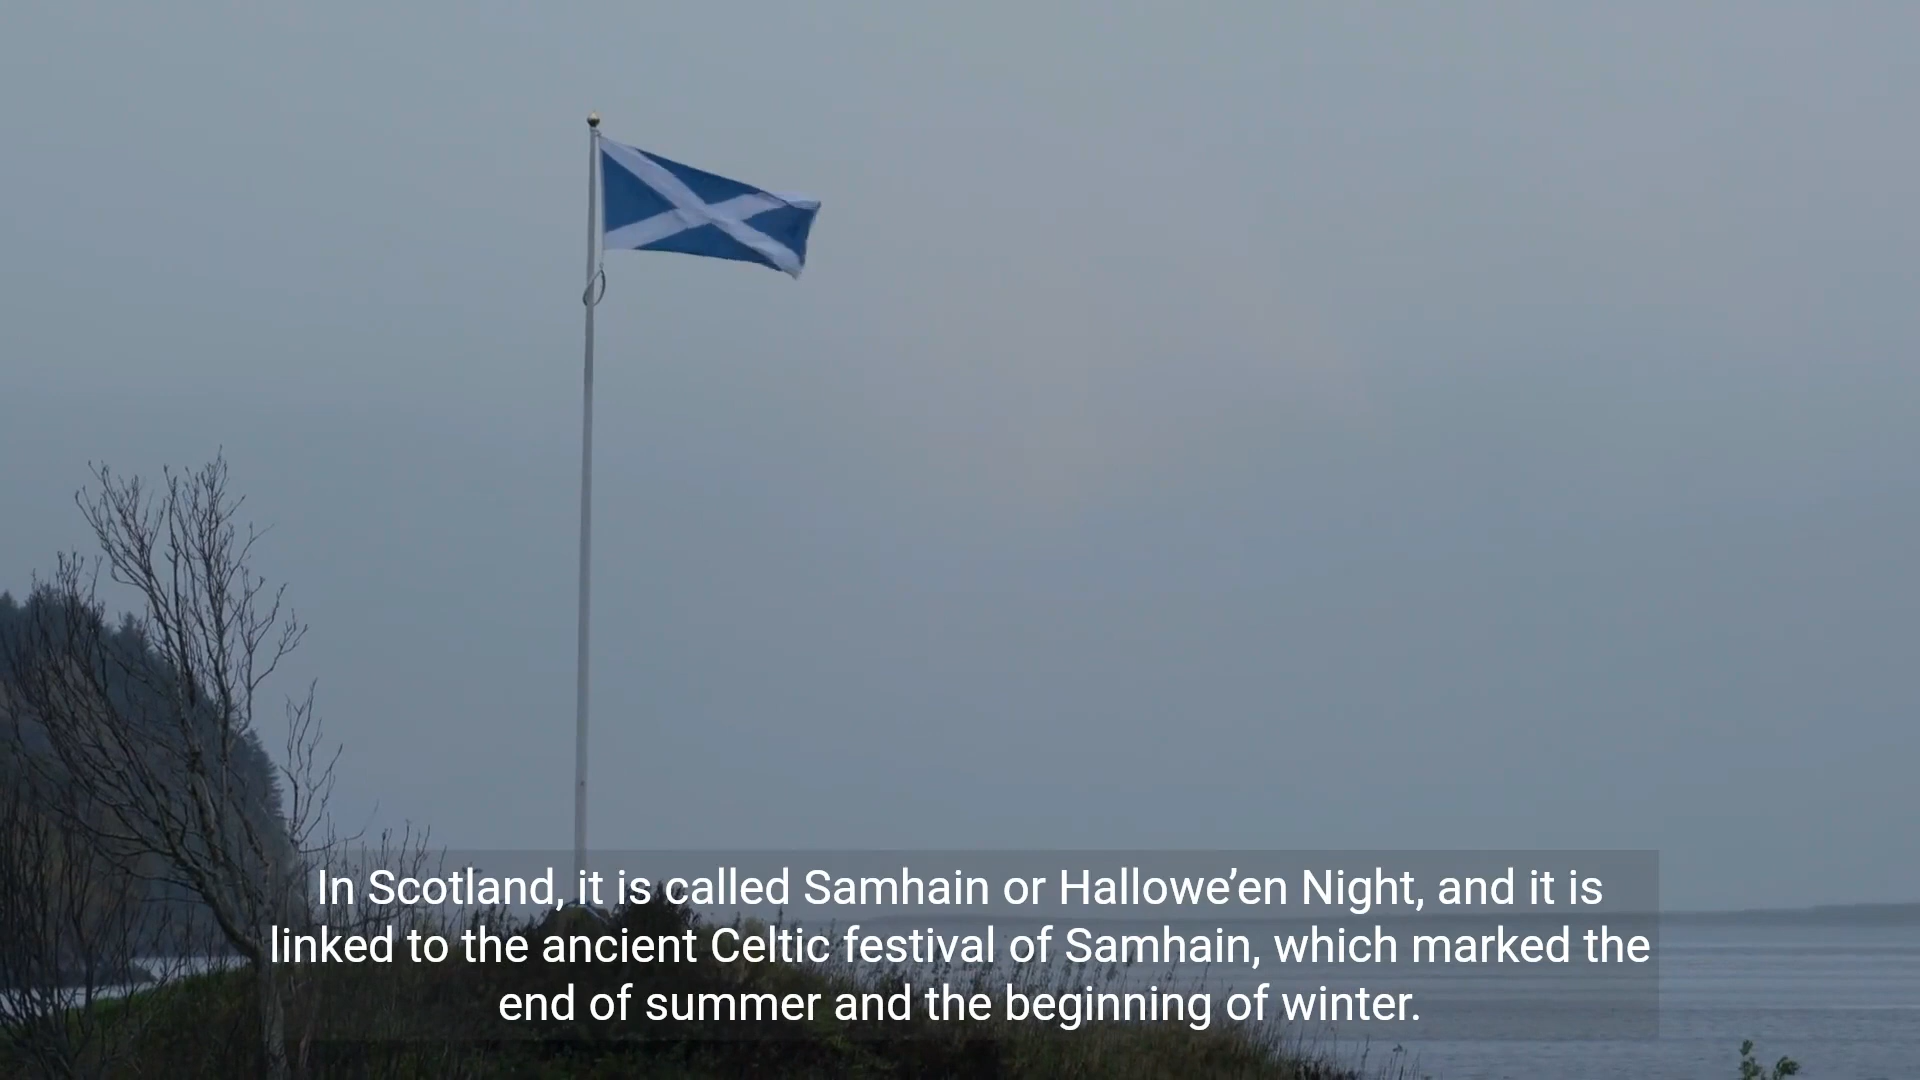 In Scotland, it is called Samhain or Hallowe’en Night, and it is
linked to the ancient Celtic festival of Samhain, which marked the
end of summer and the beginning of winter.